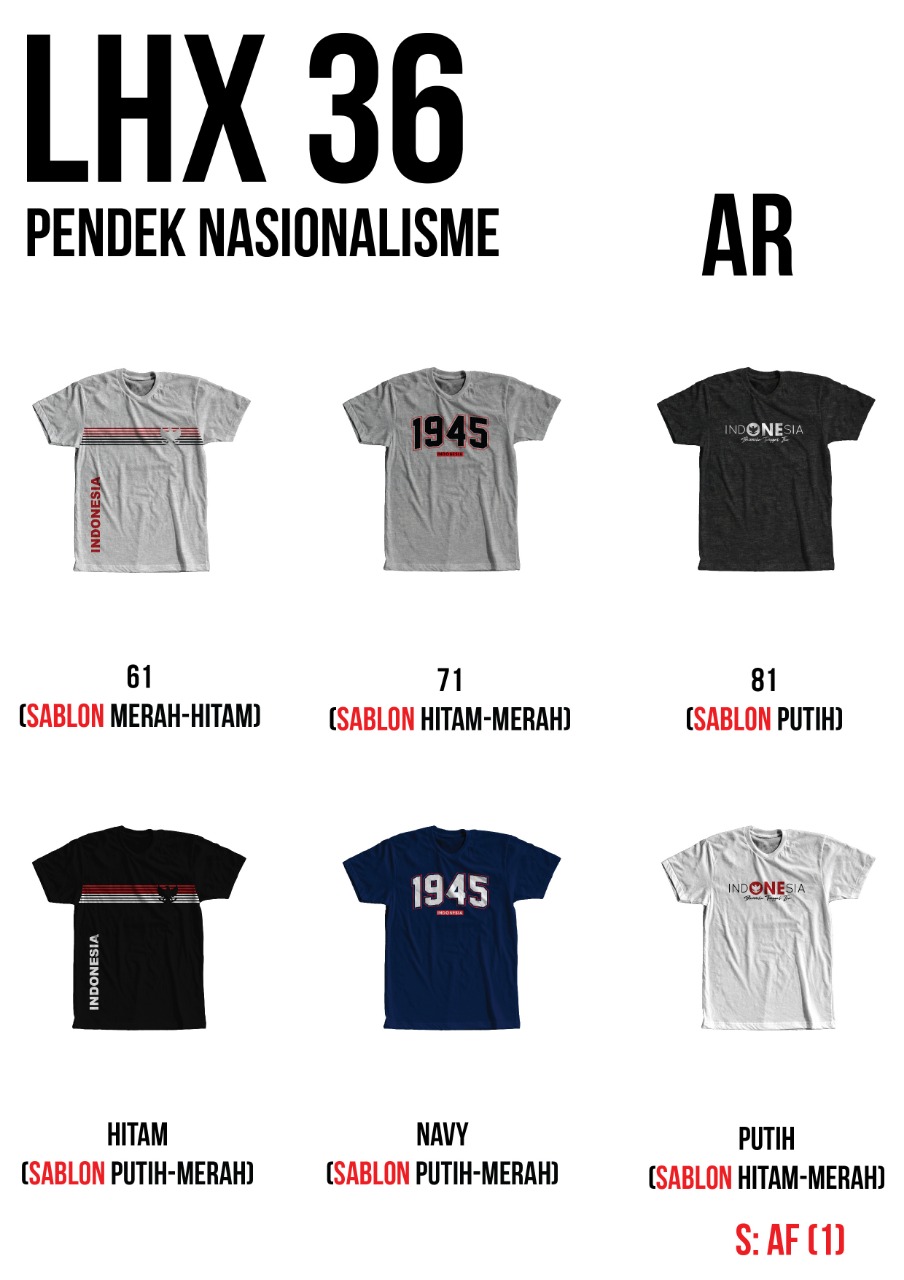 LHX 36
PENDEK NASIONALISME
AR
INDONESIA
1945
INDONESIA
INDONESIA
61
(SABLON MERAH-HITAM)
71
(SABLON HITAM-MERAH)
81
(SABLON PUTIH)
INDONESIA
1945
INDONESIA
INDONESIA
HITAM
(SABLON PUTIH-MERAH)
NAVY
(SABLON PUTIH-MERAH)
PUTIH
(SABLON HITAM-MERAH)
S: AF (1)